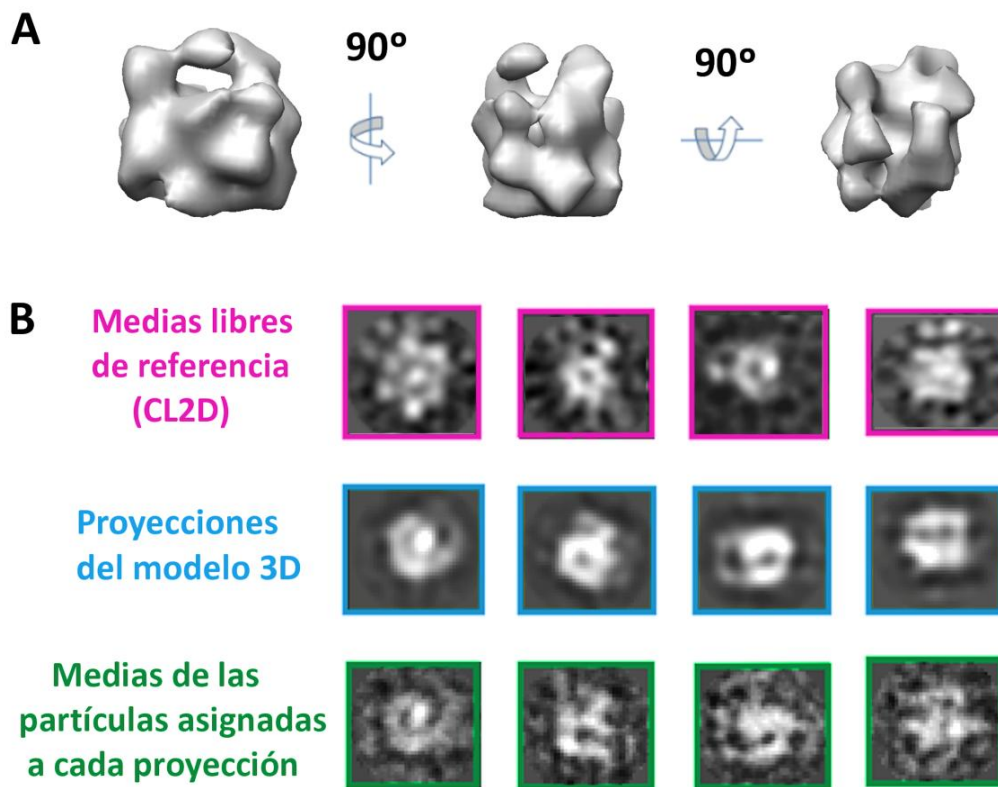 A
90º
90º
B
Medias libres
de referencia
(CL2D)
Proyecciones
del modelo 3D
Medias de las
partículas asignadas
a cada proyección